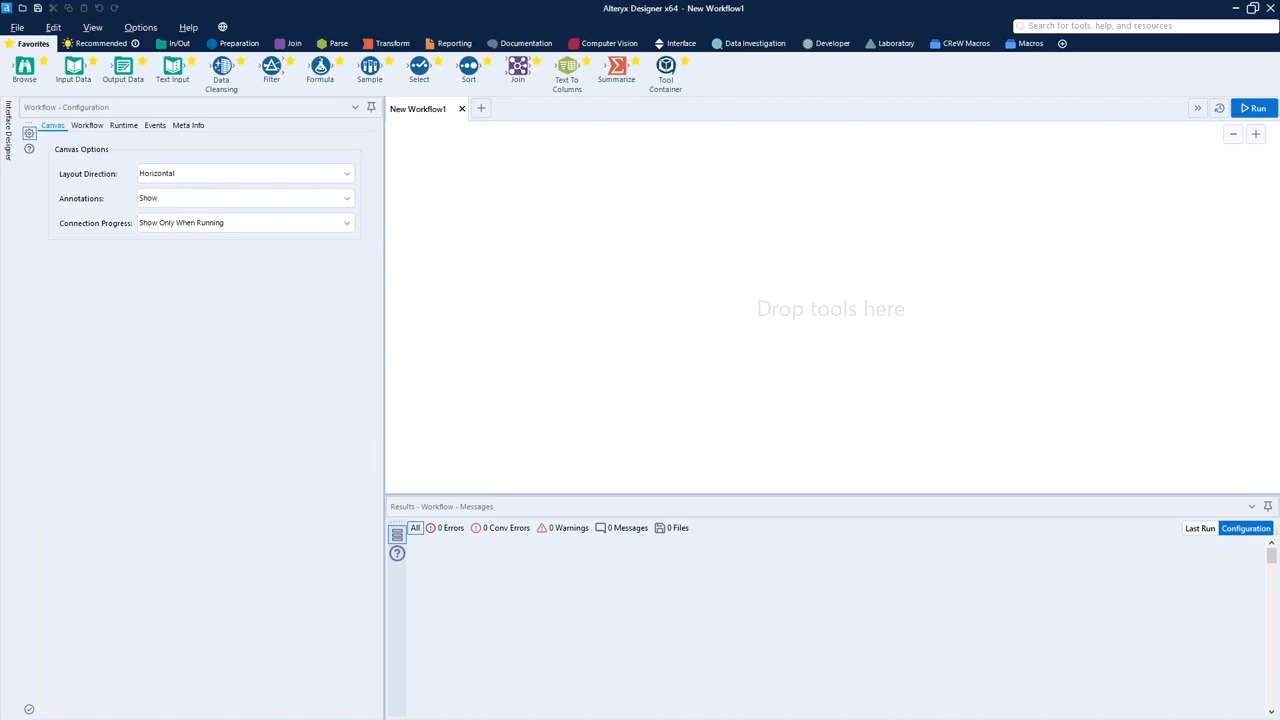 Alteryx Designer x64 - New Workflow1
File Edit View Options Help
Search for tools, help, and resources
Favorites Recommended In/Out Preparation Join Parse Transform Reporting Documentation Computer Vision Interface Data Investigation Developer Laboratory CReW Macros Macros
Browse Input Data Output Data Text Input Data Cleansing Filter Formula Sample Select Sort Join Text To Columns Summarize Tool Container
Interface Designer
Workflow - Configuration
New Workflow1
Run
Canvas Workflow Runtime Events Meta Info
Canvas Options
Layout Direction: Horizontal
Annotations: Show
Connection Progress: Show Only When Running
Drop tools here
Results - Workflow - Messages
All 0 Errors 0 Conv Errors 0 Warnings 0 Messages 0 Files
Last Run Configuration